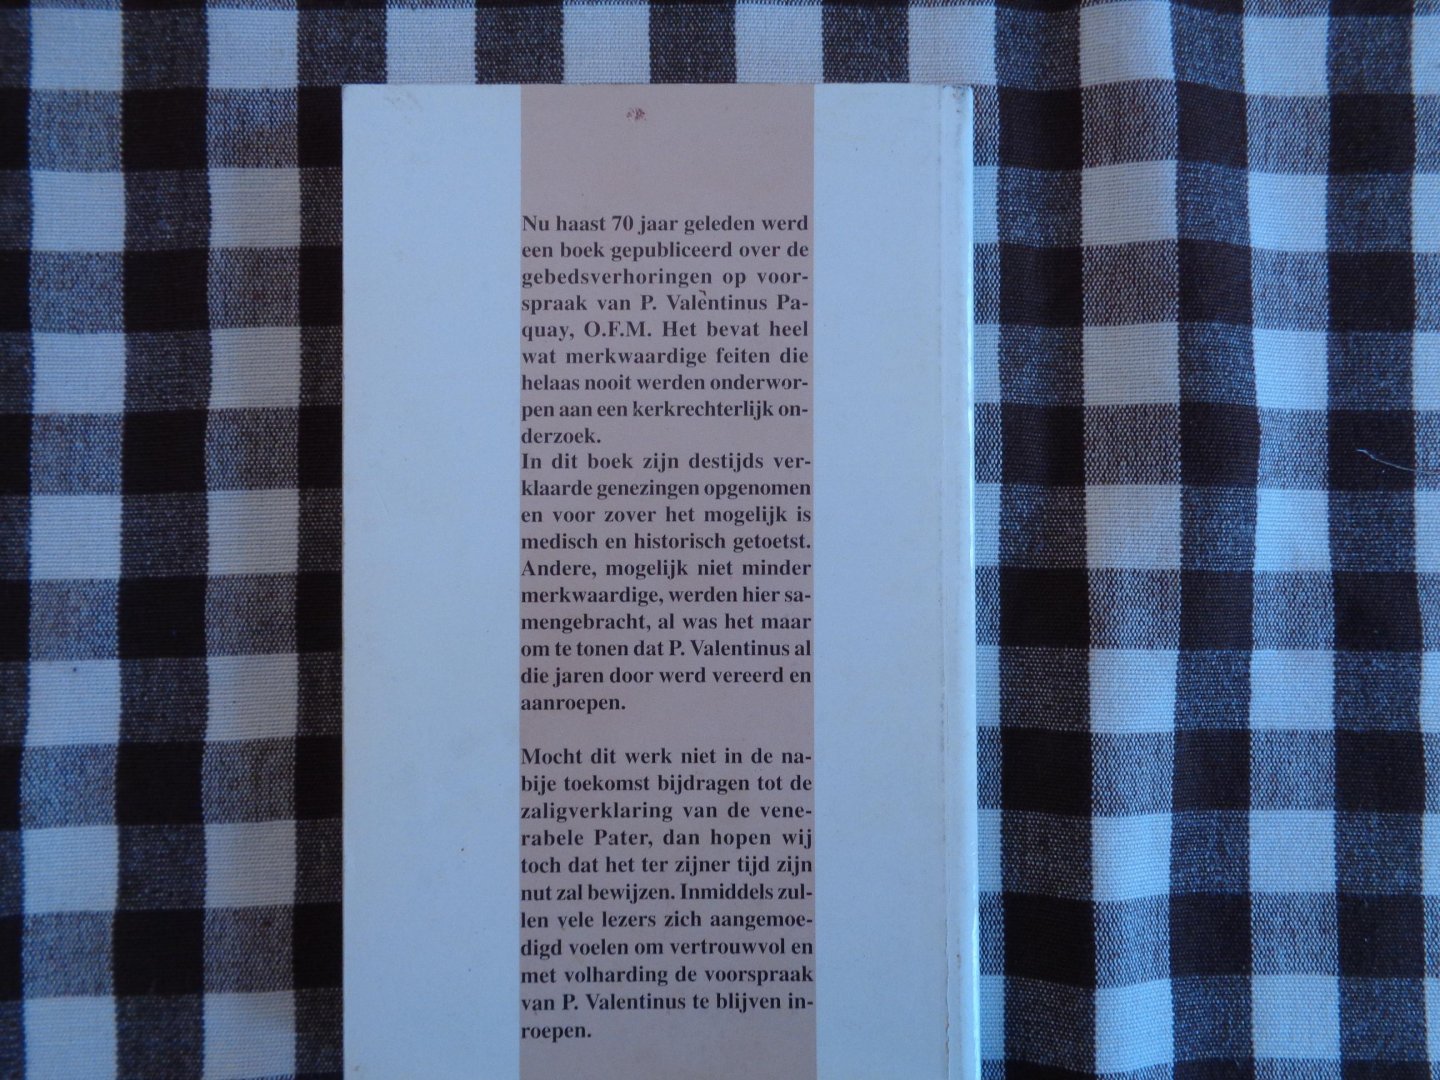 Nu haast 70 jaar geleden werd
een boek gepubliceerd over de
gebedsverhoringen op voor-
spraak van P. Valentinus Pa-
quay, O.F.M. Het bevat heel
wat merkwaardige feiten die
helaas nooit werden onderwor-
pen aan een kerkrechterlijk on-
derzoek.
In dit boek zijn destijds ver-
klaarde genezingen opgenomen
en voor zover het mogelijk is
medisch en historisch getoetst.
Andere, mogelijk niet minder
merkwaardige, werden hier sa-
mengebracht, al was het maar
om te tonen dat P. Valentinus al
die jaren door werd vereerd en
aanroepen.
Mocht dit werk niet in de na-
bije toekomst bijdragen tot de
zaligverklaring van de vene-
rabele Pater, dan hopen wij
toch dat het ter zijner tijd zijn
nut zal bewijzen. Inmiddels zul-
len vele lezers zich aangemoe-
digd voelen om vertrouwvol en
met volharding de voorspraak
van P. Valentinus te blijven in-
roepen.